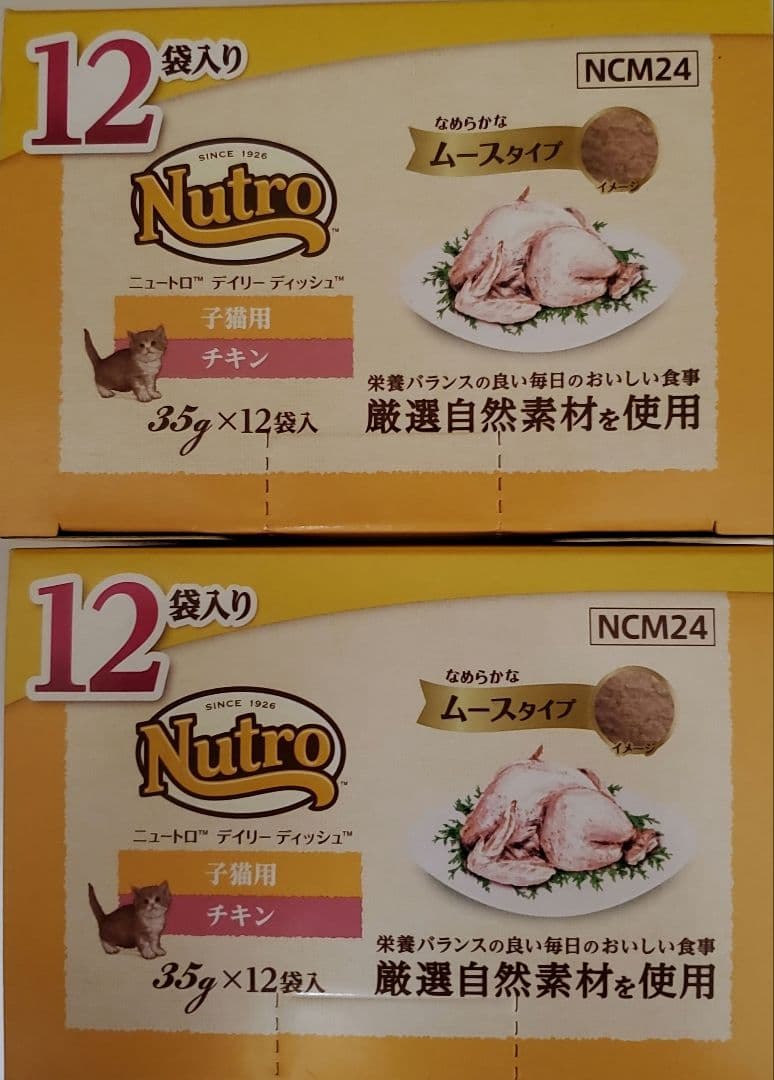 12袋入り
NCM24
なめらかな
ムースタイプ
イメージ
SINCE 1926
Nutro™
ニュートロ™ デイリー ディッシュ™
子猫用
チキン
35g×12袋入
栄養バランスの良い毎日のおいしい食事
厳選自然素材を使用
12袋入り
NCM24
なめらかな
ムースタイプ
イメージ
SINCE 1926
Nutro™
ニュートロ™ デイリー ディッシュ™
子猫用
チキン
35g×12袋入
栄養バランスの良い毎日のおいしい食事
厳選自然素材を使用